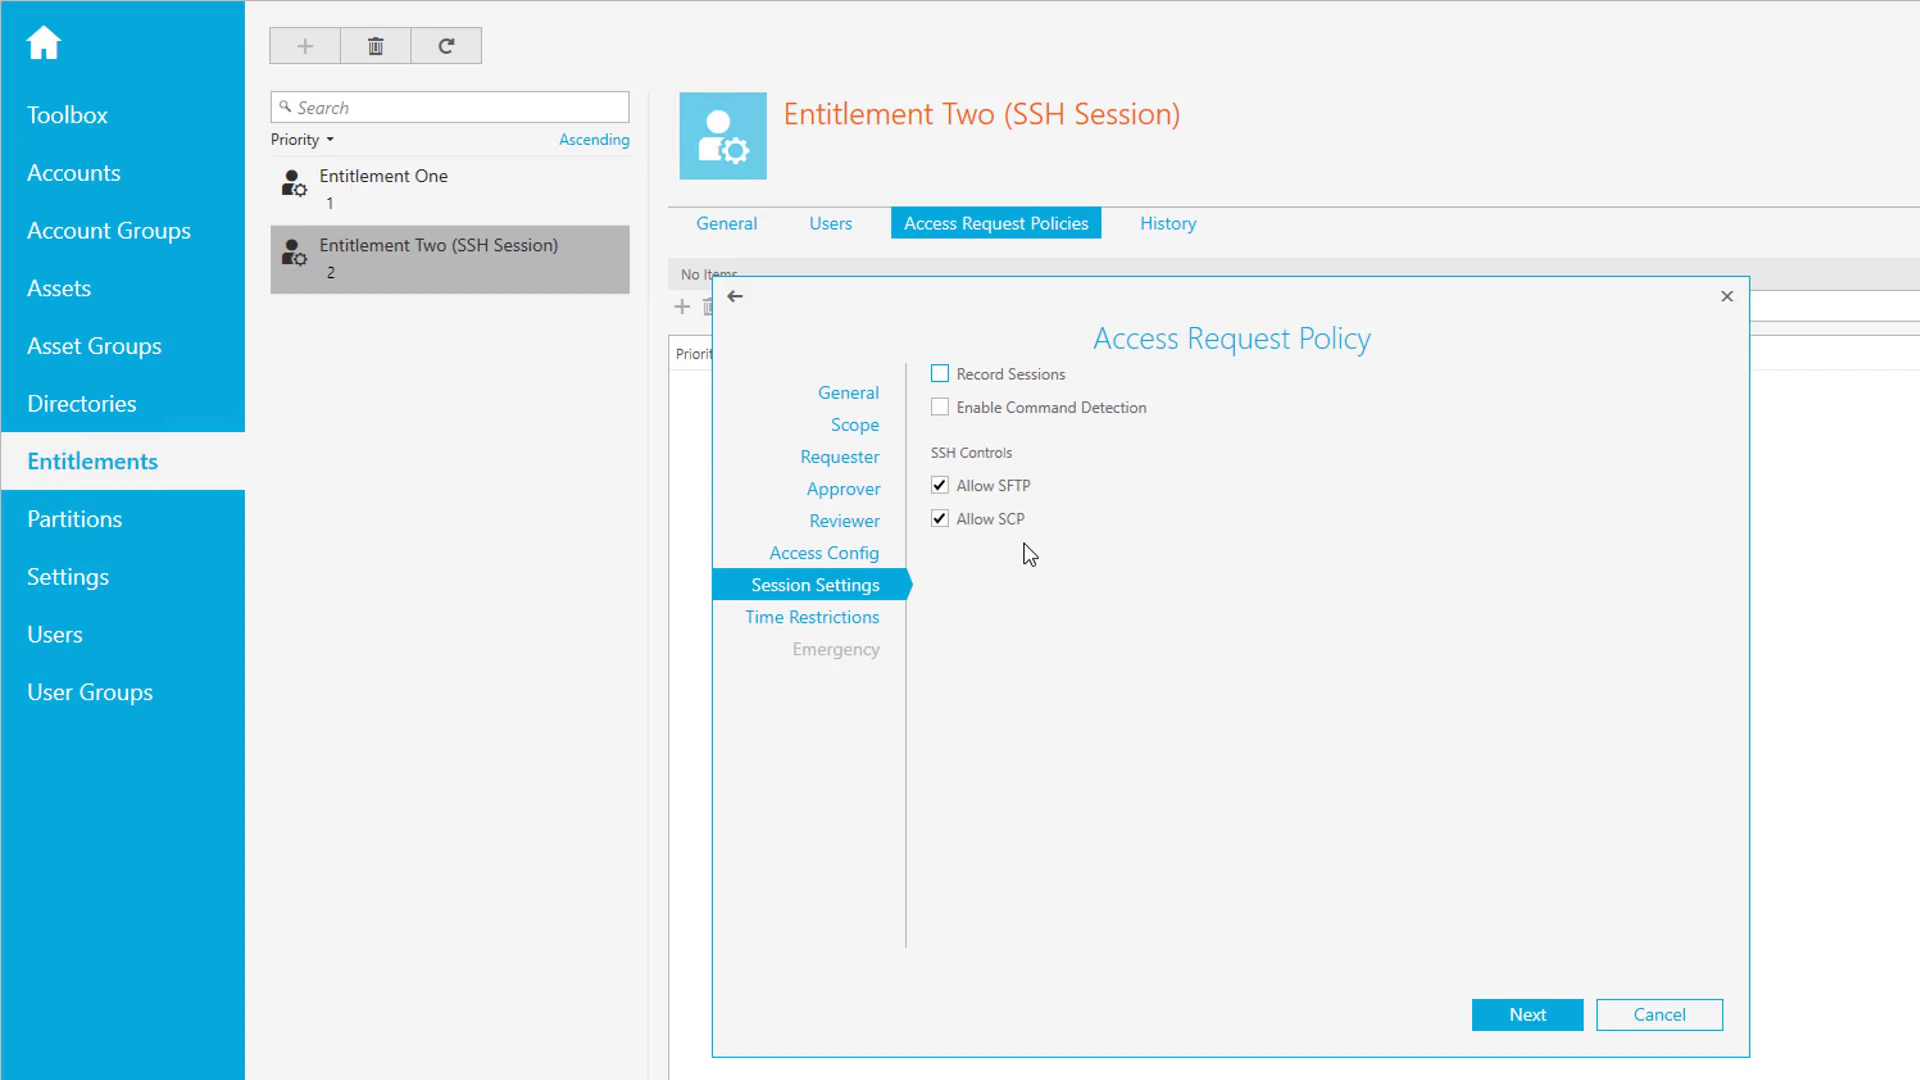 Toolbox
Accounts
Account Groups
Assets
Asset Groups
Directories
Entitlements
Partitions
Settings
Users
User Groups
Search
Priority
Ascending
Entitlement One
1
Entitlement Two (SSH Session)
2
Entitlement Two (SSH Session)
General
Users
Access Request Policies
History
No Items
Priorit
Access Request Policy
General
Scope
Requester
Approver
Reviewer
Access Config
Session Settings
Time Restrictions
Emergency
Record Sessions
Enable Command Detection
SSH Controls
Allow SFTP
Allow SCP
Next
Cancel